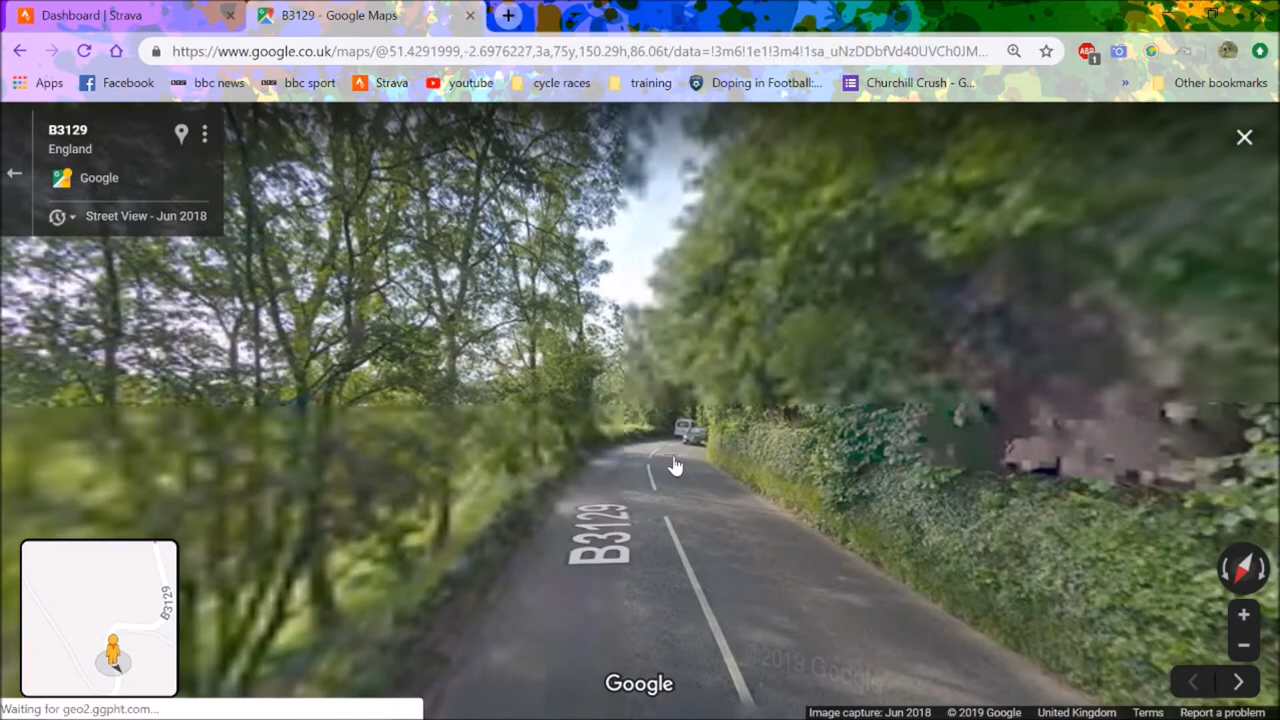 Dashboard | Strava
B3129 - Google Maps
https://www.google.co.uk/maps/@51.4291999,-2.6976227,3a,75y,150.29h,86.06t/data=!3m6!1e1!3m4!1sa_uNzDDbfVd40UVCh0JM...
Apps Facebook bbc news bbc sport Strava youtube cycle races training Doping in Football:... Churchill Crush - G... » Other bookmarks
B3129
England
Google
Street View - Jun 2018
B3129
B3129
©2019 Google
Google
Waiting for geo2.ggpht.com...
Image capture: Jun 2018 © 2019 Google United Kingdom Terms Report a problem